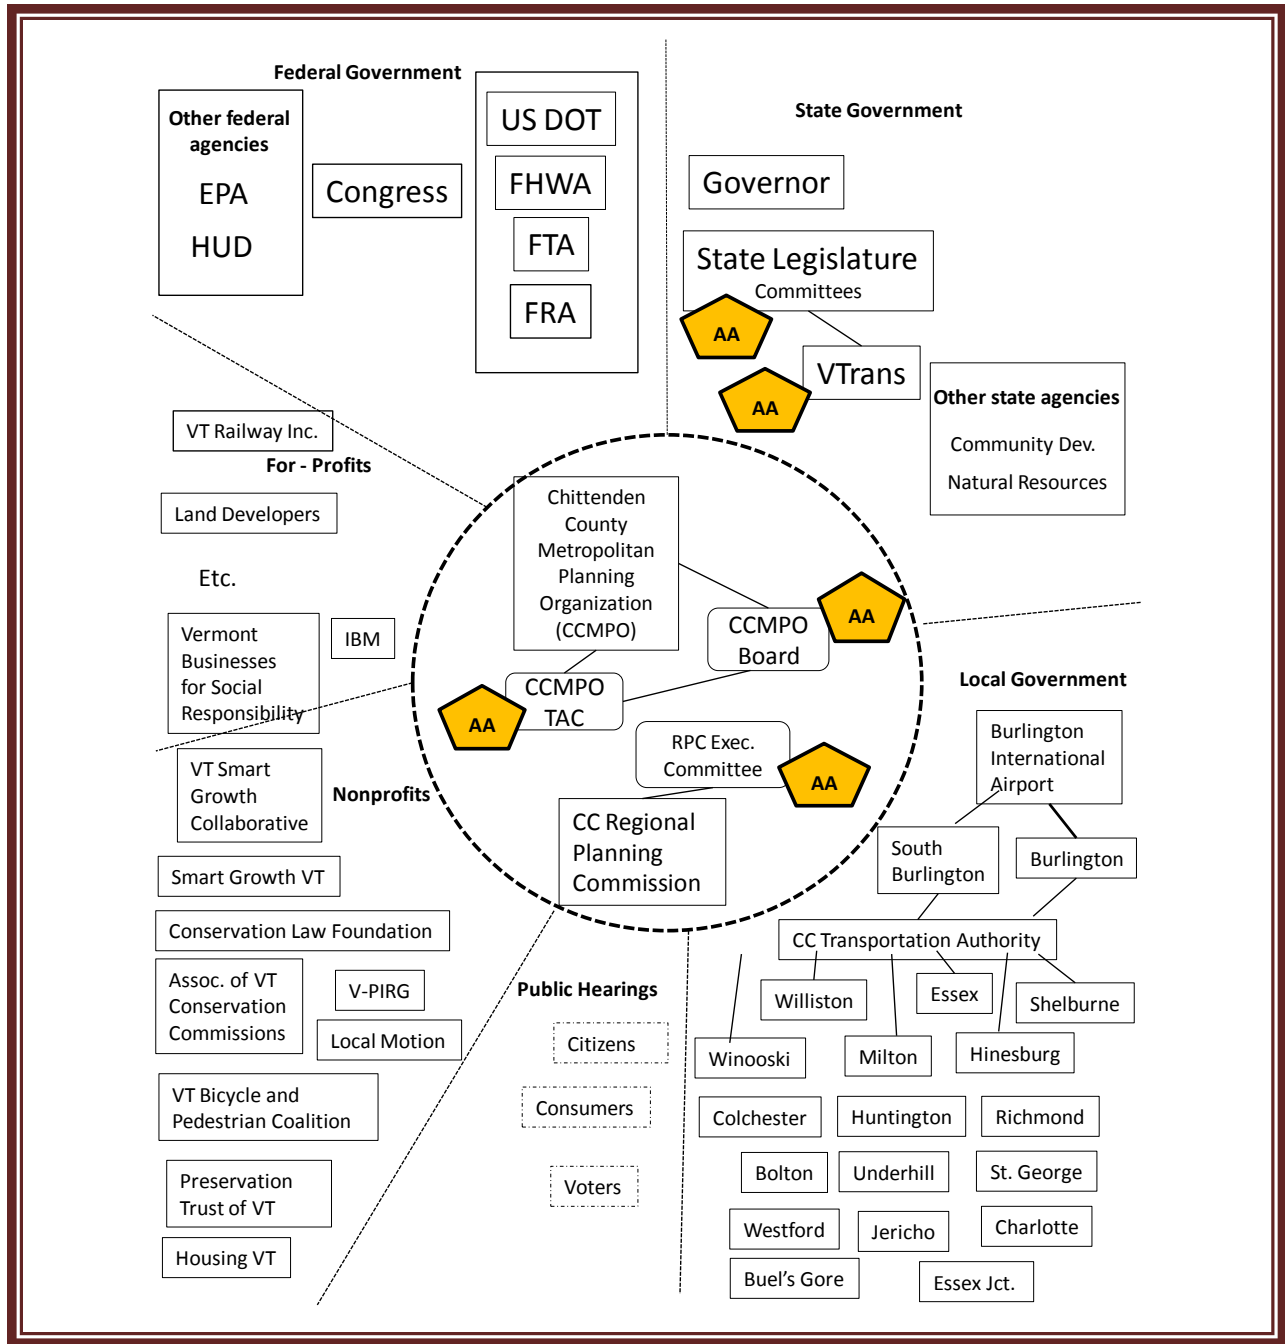 Federal Government
Other federal
agencies
EPA
HUD
Congress
US DOT
FHWA
FTA
FRA
State Government
Governor
State Legislature
Committees
AA
VTrans
AA
Other state agencies
Community Dev.
Natural Resources
VT Railway Inc.
For - Profits
Land Developers
Etc.
Vermont
Businesses
for Social
Responsibility
IBM
Chittenden
County
Metropolitan
Planning
Organization
(CCMPO)
CCMPO
Board
AA
CCMPO
TAC
AA
RPC Exec.
Committee
AA
CC Regional
Planning
Commission
Nonprofits
VT Smart
Growth
Collaborative
Smart Growth VT
Conservation Law Foundation
Assoc. of VT
Conservation
Commissions
V-PIRG
Local Motion
VT Bicycle and
Pedestrian Coalition
Preservation
Trust of VT
Housing VT
Public Hearings
Citizens
Consumers
Voters
Local Government
Burlington
International
Airport
South
Burlington
Burlington
CC Transportation Authority
Williston
Essex
Shelburne
Winooski
Milton
Hinesburg
Colchester
Huntington
Richmond
Bolton
Underhill
St. George
Westford
Jericho
Charlotte
Buel's Gore
Essex Jct.